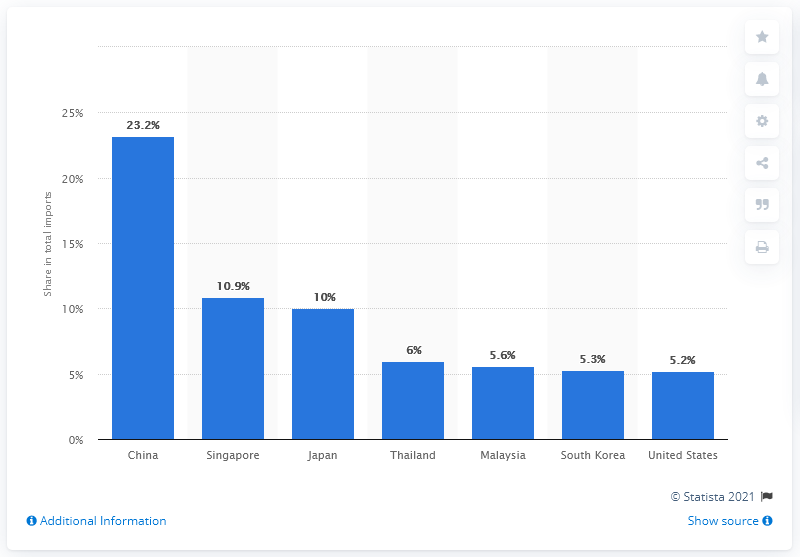 Share in total imports
25%
20%
15%
10%
5%
0%
23.2%
10.9%
10%
6%
5.6%
5.3%
5.2%
China
Singapore
Japan
Thailand
Malaysia
South Korea
United States
© Statista 2021
Additional Information
Show source